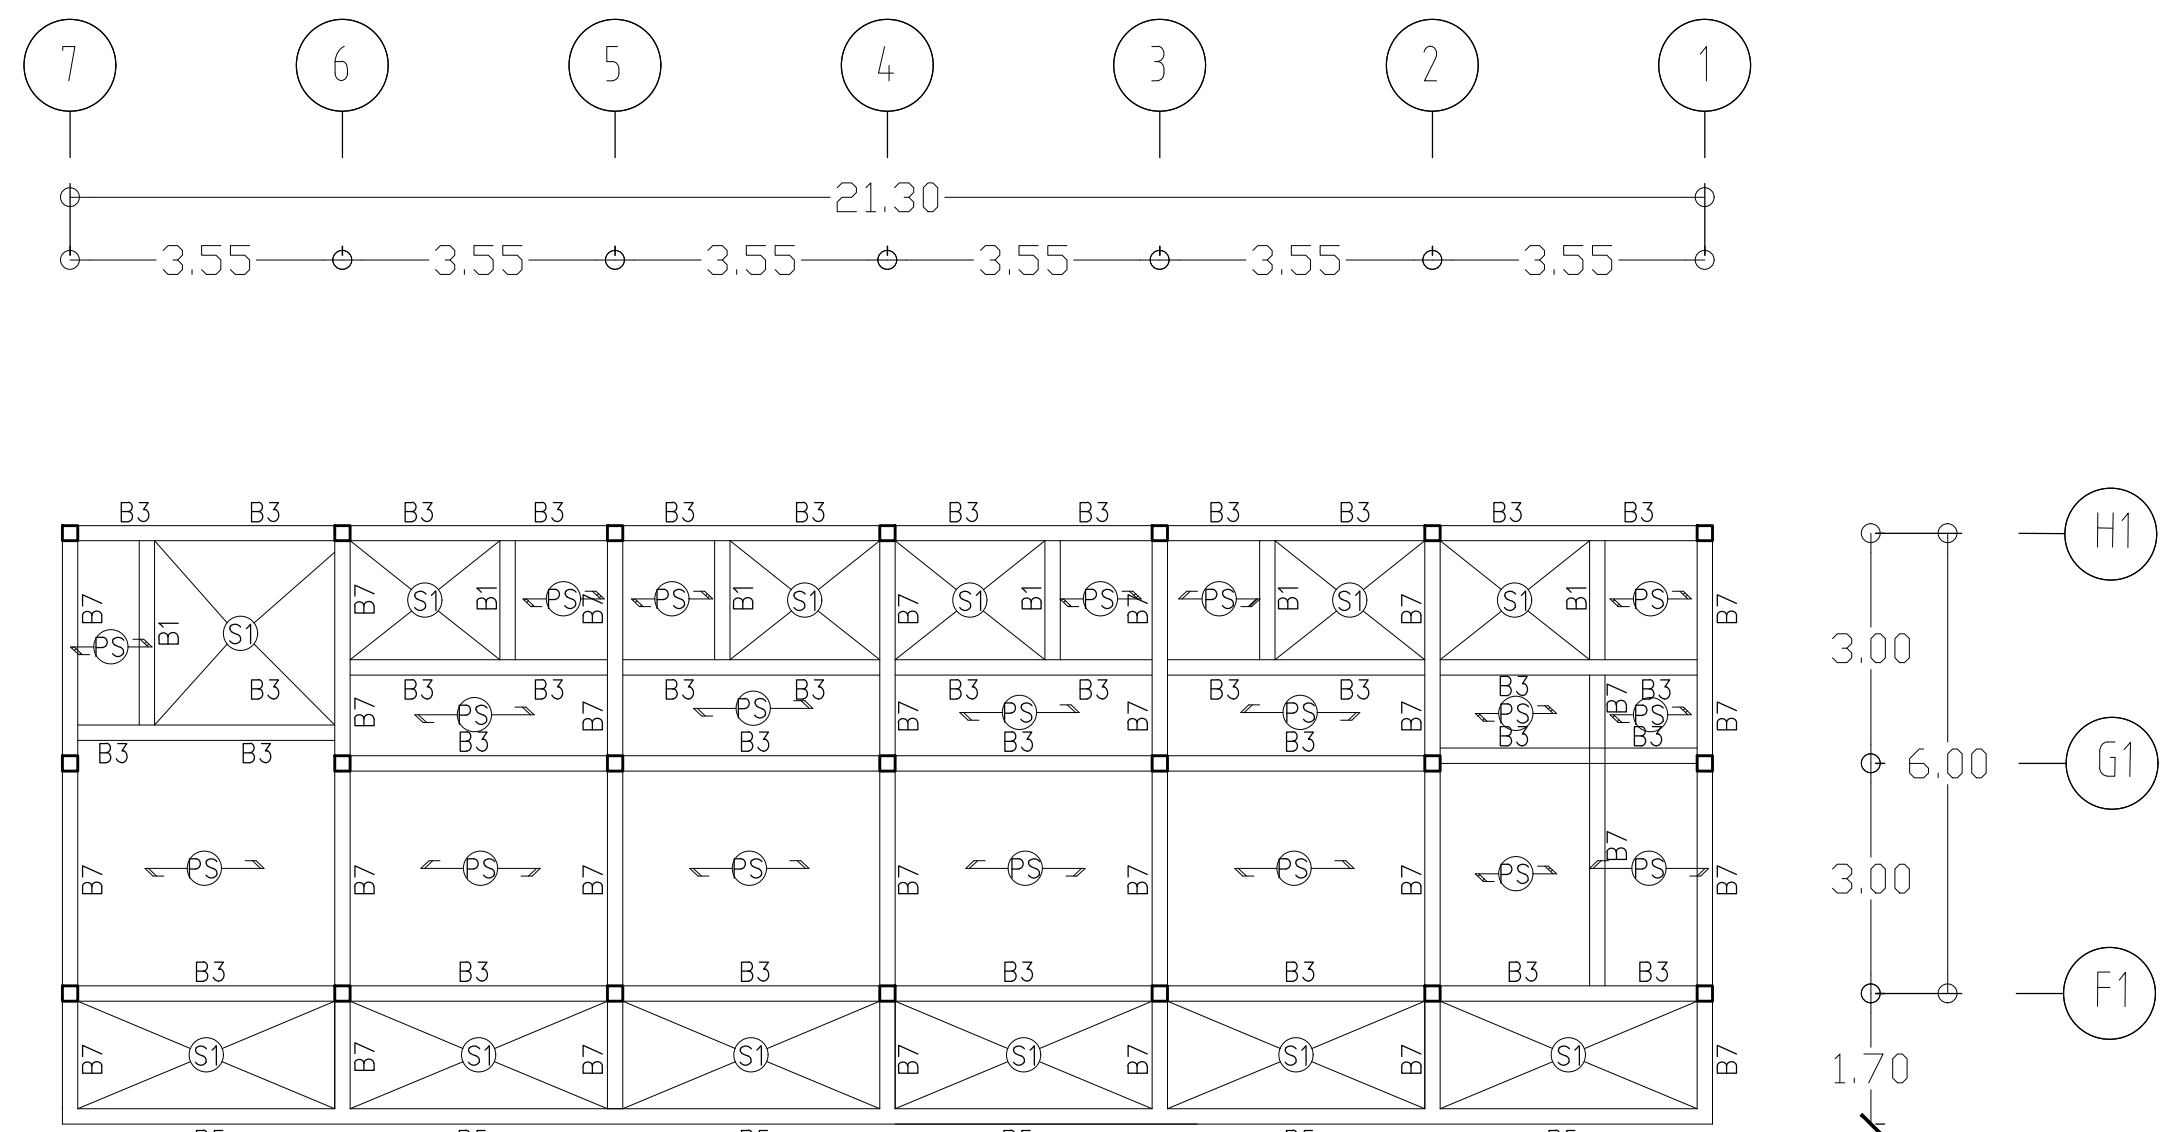 7 6 5 4 3 2 1
21.30
3.55 3.55 3.55 3.55 3.55 3.55
B3 B3 B3 B3 B3 B3 B3 B3 B3 B3 B3 B3
H1
B7 PS B1 S1 B7 S1 B1 PS B7 PS B1 S1 B7 S1 B1 PS B7 PS B1 S1 B7 S1 B1 PS B7
3.00
B3 B3 B3 B3 B3 B3 B3 B3 B3 B3 B3
B7 PS B7 PS B7 PS B7 PS B7 PS B7 PS B7
B3 B3 B3 B3 B3 B3 B3 B3
6.00 G1
B7 PS B7 PS B7 PS B7 PS B7 PS B7 PS B7 PS B7
3.00
B3 B3 B3 B3 B3 B3 B3
F1
B7 S1 B7 S1 B7 S1 B7 S1 B7 S1 B7 S1 B7
1.70